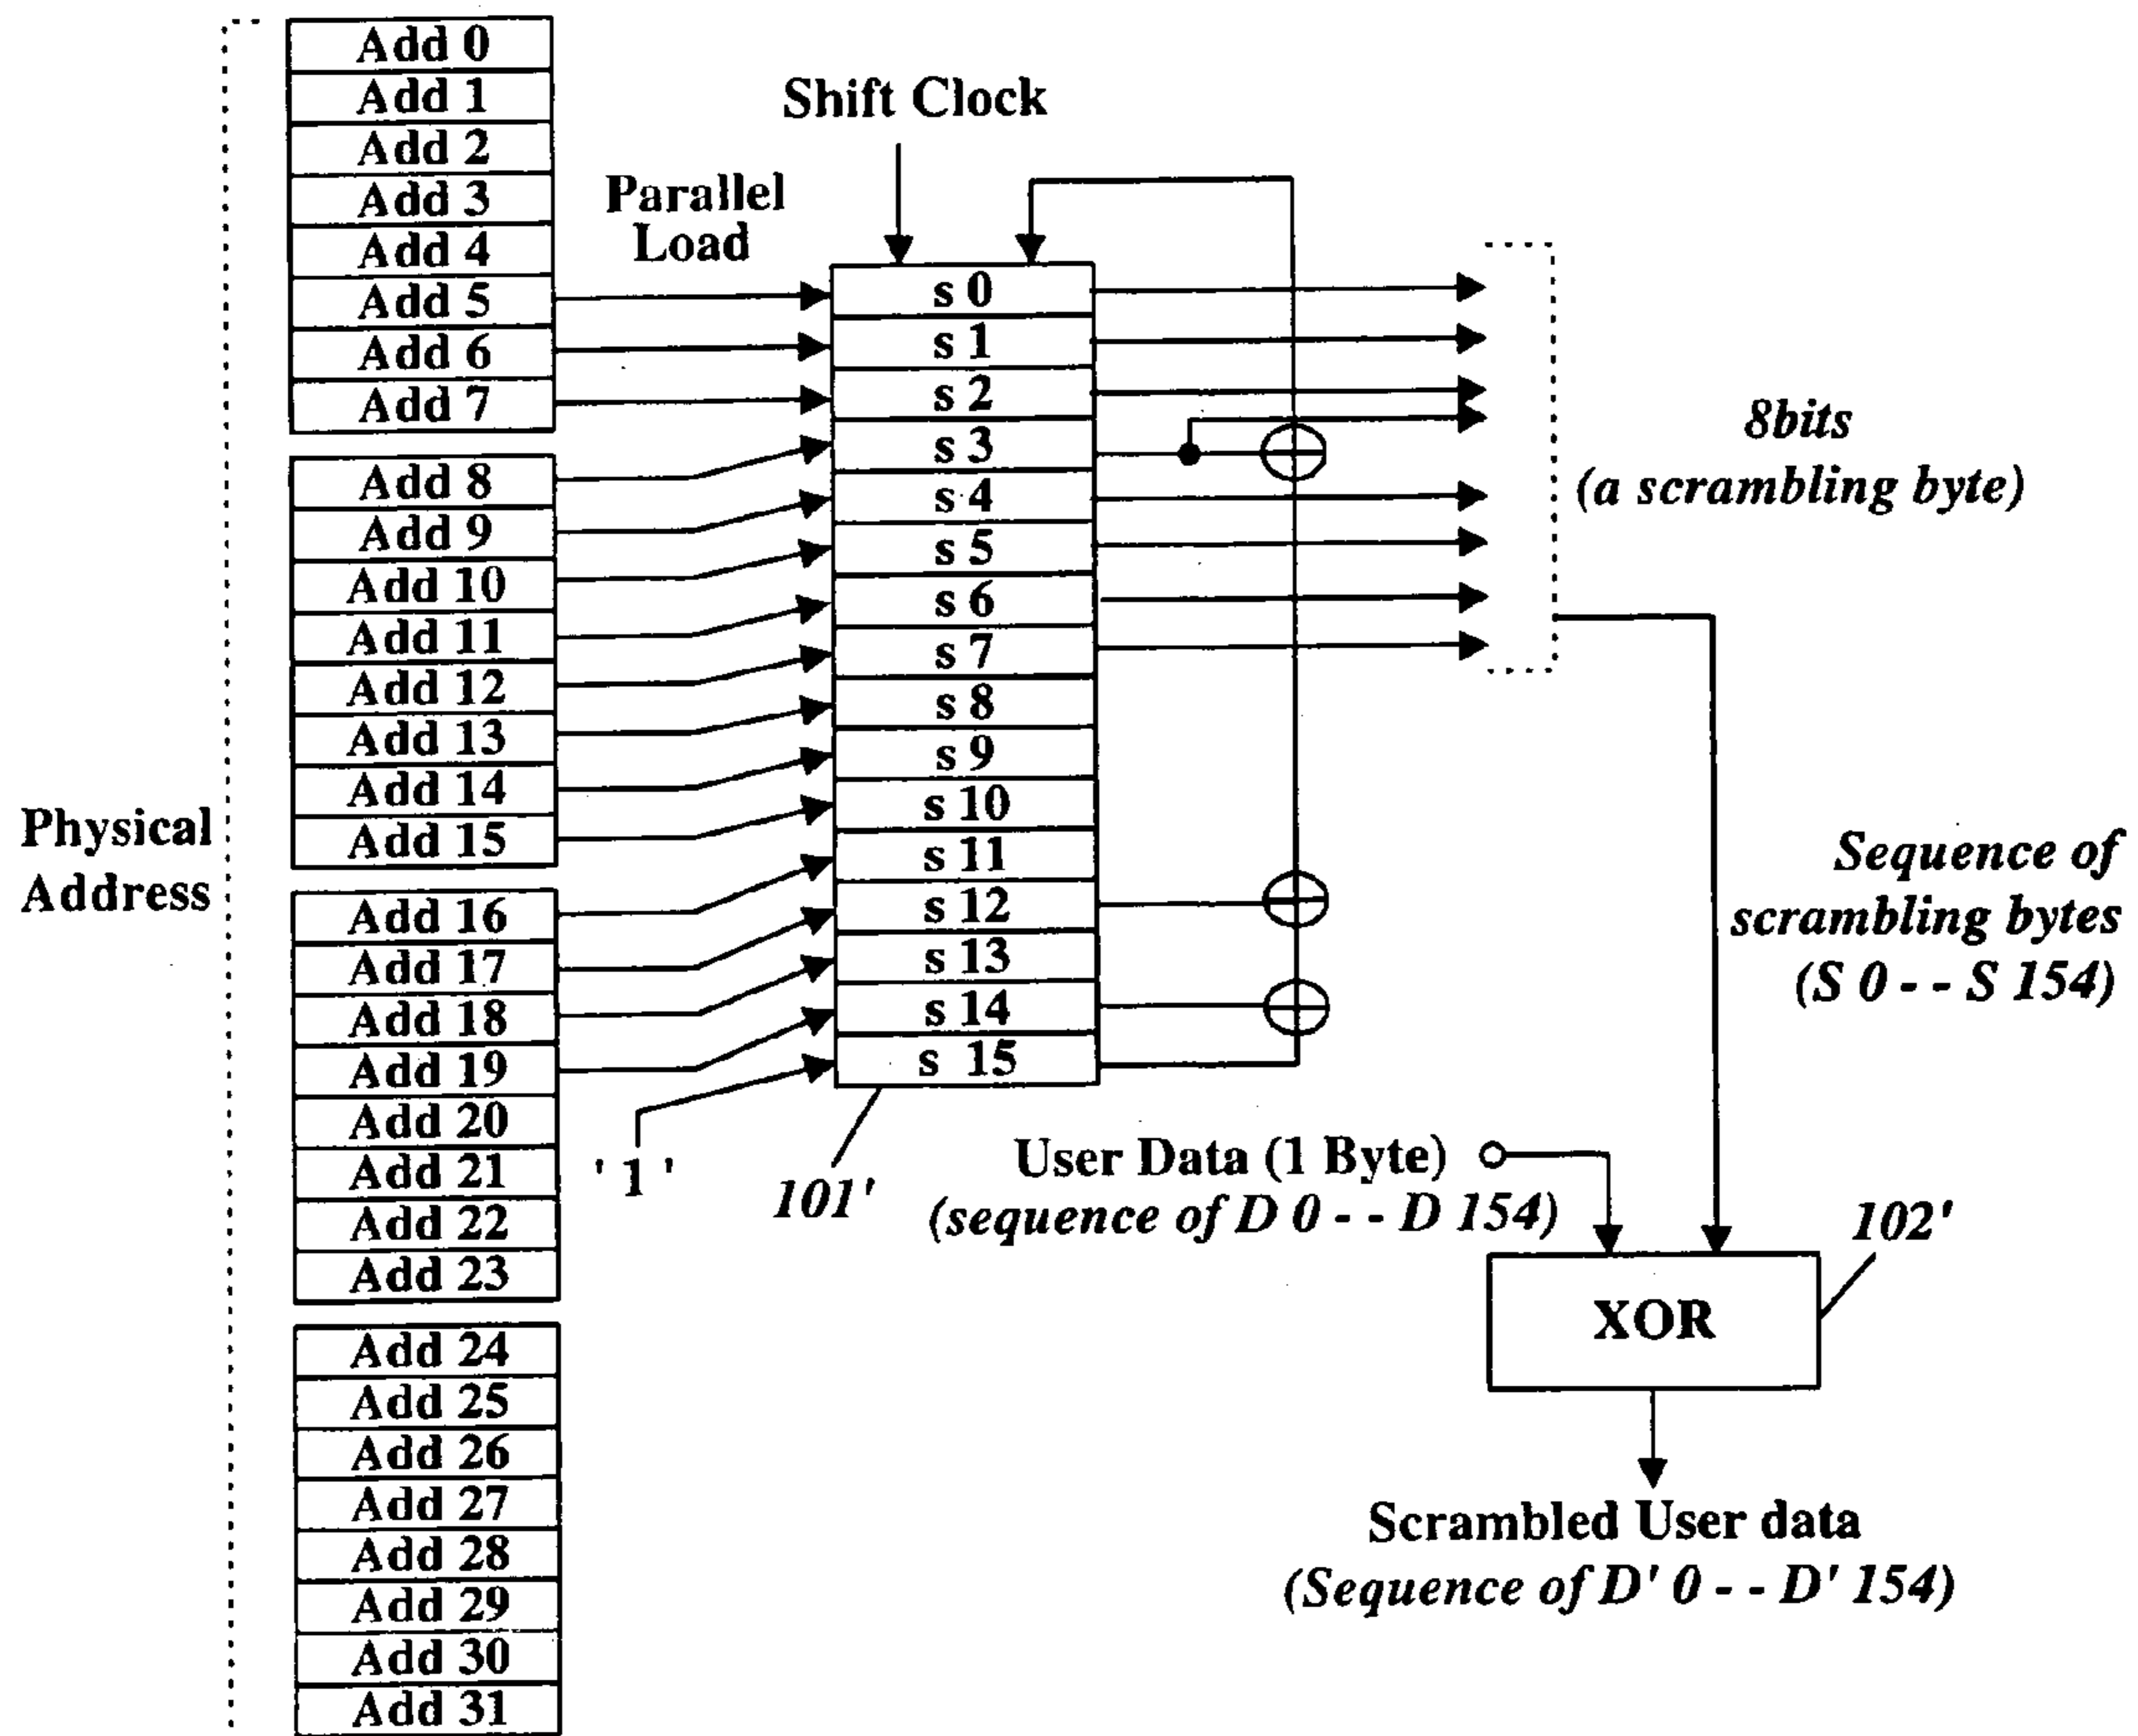 Add 0
Add 1
Add 2
Add 3
Add 4
Add 5
Add 6
Add 7
Add 8
Add 9
Add 10
Add 11
Add 12
Add 13
Add 14
Add 15
Add 16
Add 17
Add 18
Add 19
Add 20
Add 21
Add 22
Add 23
Add 24
Add 25
Add 26
Add 27
Add 28
Add 29
Add 30
Add 31
Physical
Address
Parallel
Load
Shift Clock
s 0
s 1
s 2
s 3
s 4
s 5
s 6
s 7
s 8
s 9
s 10
s 11
s 12
s 13
s 14
s 15
' 1 '
101'
8bits
(a scrambling byte)
Sequence of
scrambling bytes
(S 0 - - S 154)
User Data (1 Byte)
(sequence of D 0 - - D 154)
102'
XOR
Scrambled User data
(Sequence of D' 0 - - D' 154)